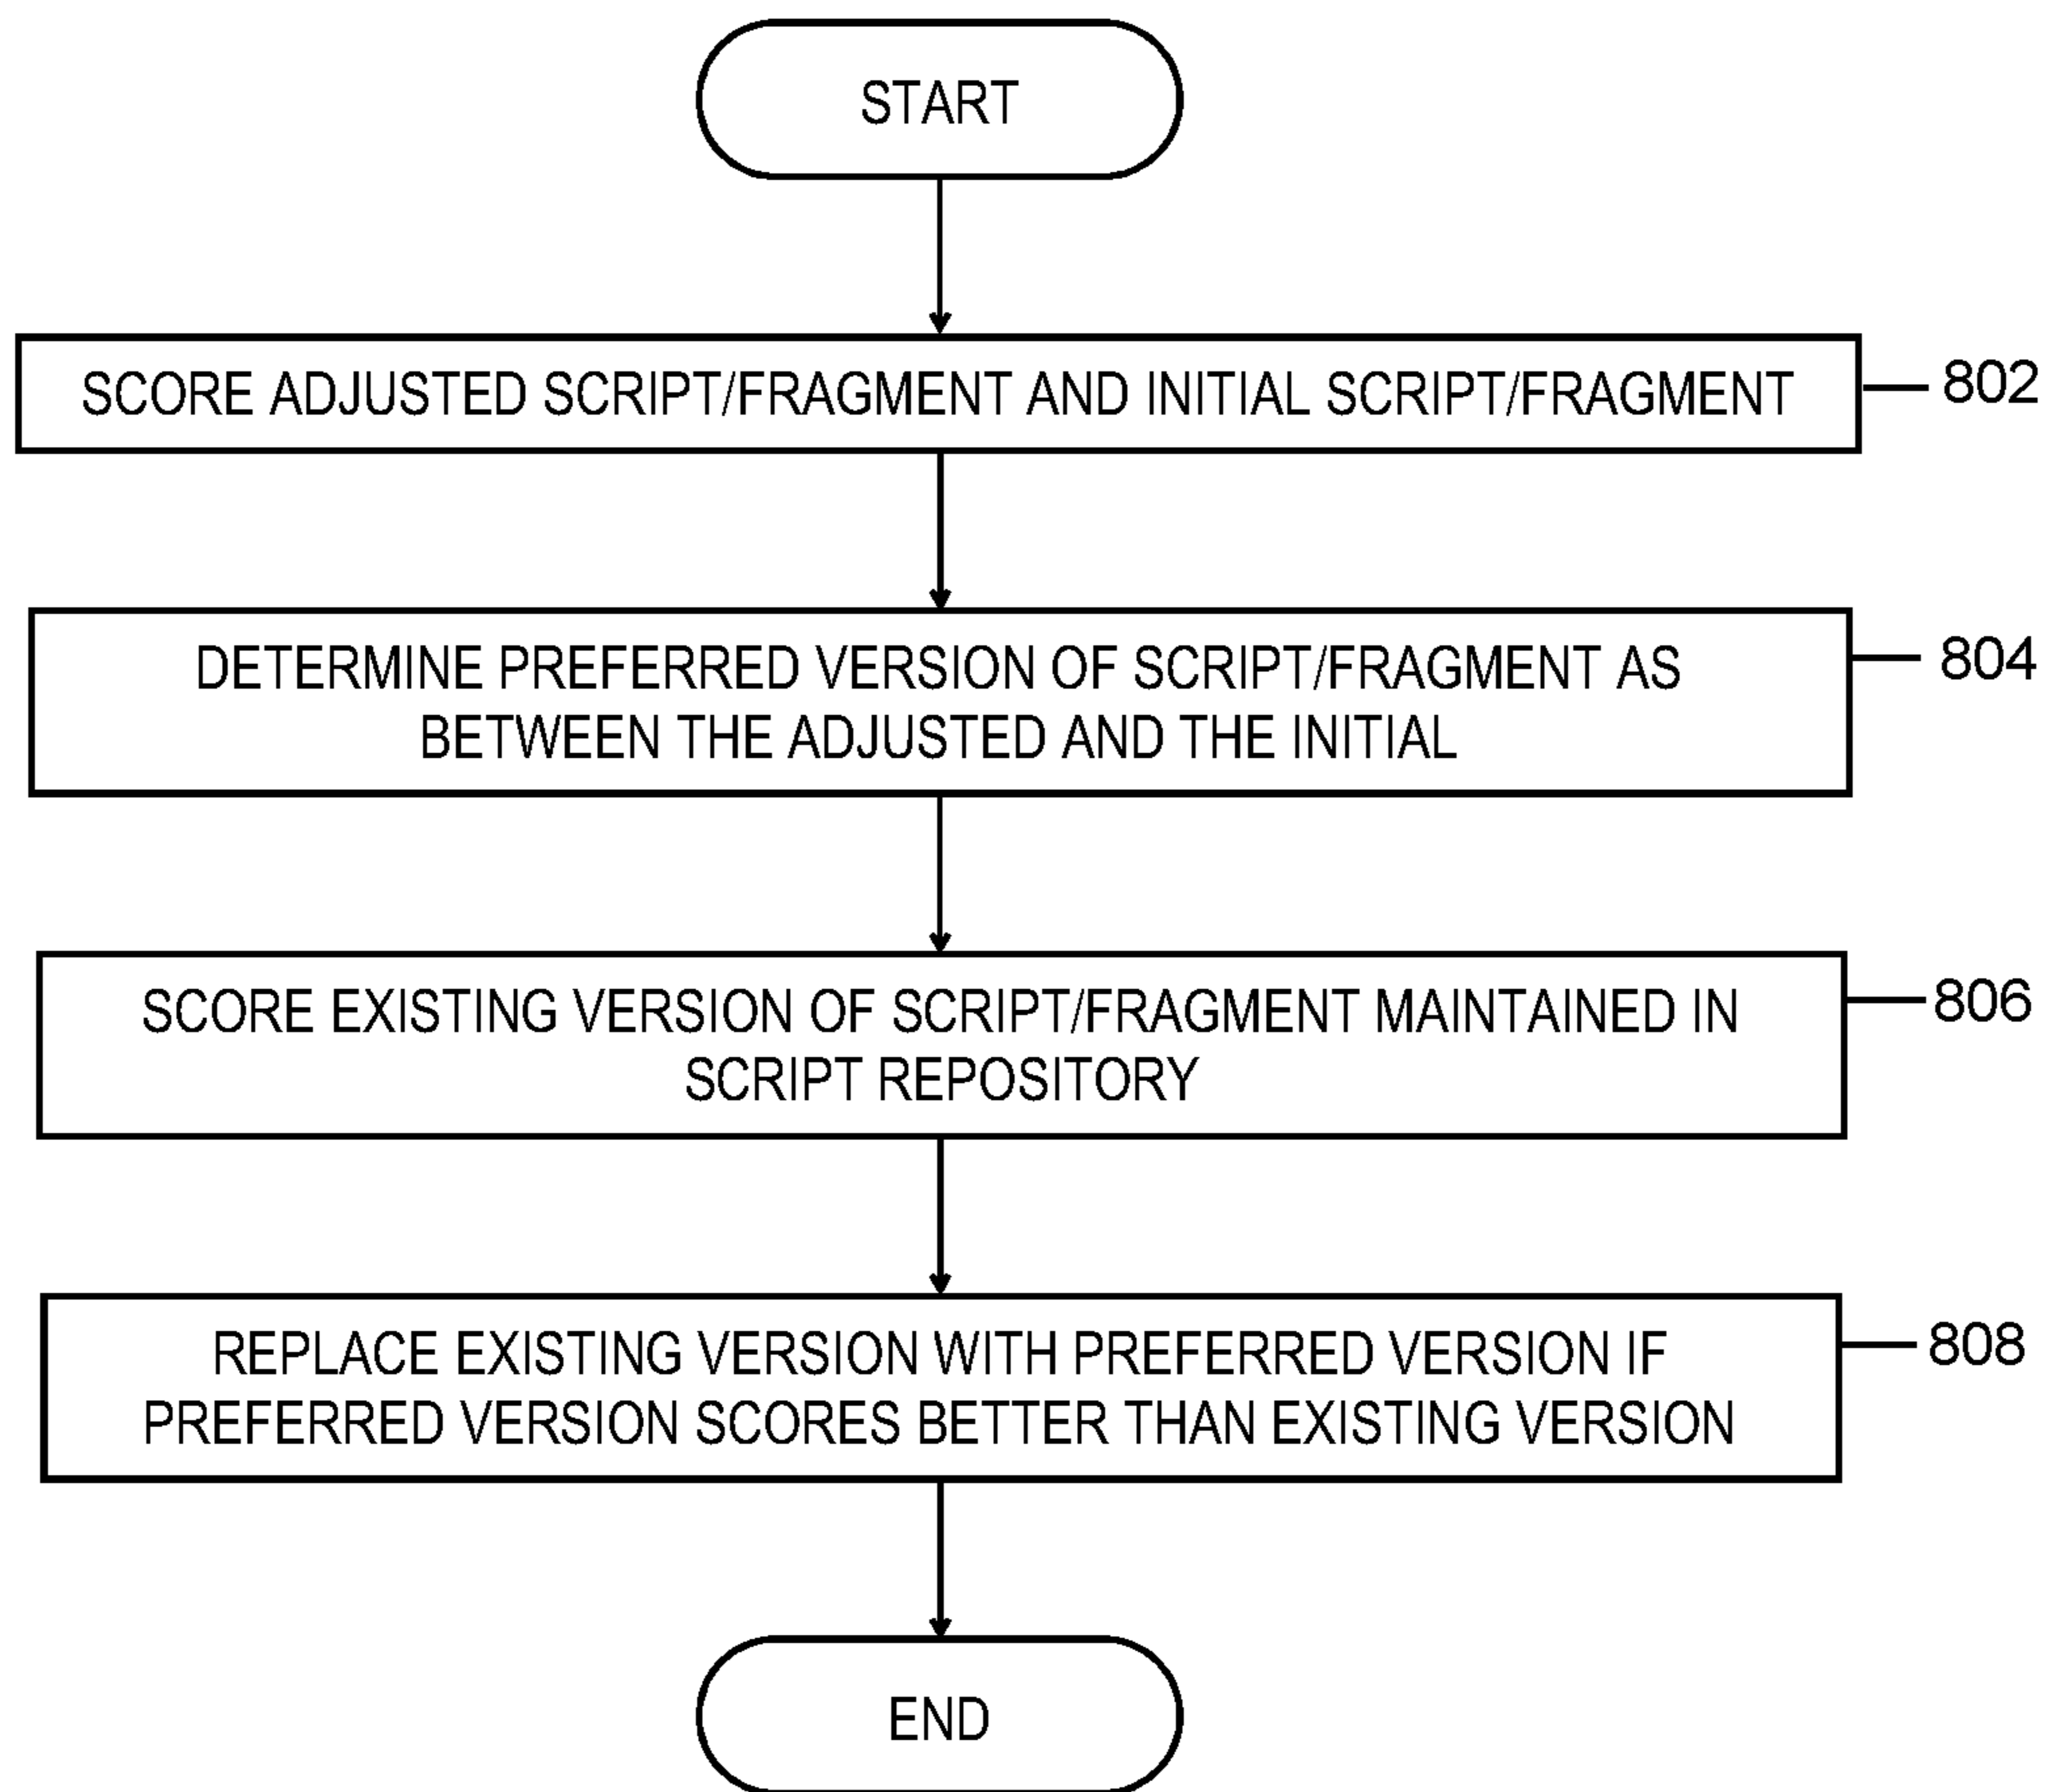 START
SCORE ADJUSTED SCRIPT/FRAGMENT AND INITIAL SCRIPT/FRAGMENT
802
DETERMINE PREFERRED VERSION OF SCRIPT/FRAGMENT AS
BETWEEN THE ADJUSTED AND THE INITIAL
804
SCORE EXISTING VERSION OF SCRIPT/FRAGMENT MAINTAINED IN
SCRIPT REPOSITORY
806
REPLACE EXISTING VERSION WITH PREFERRED VERSION IF
PREFERRED VERSION SCORES BETTER THAN EXISTING VERSION
808
END